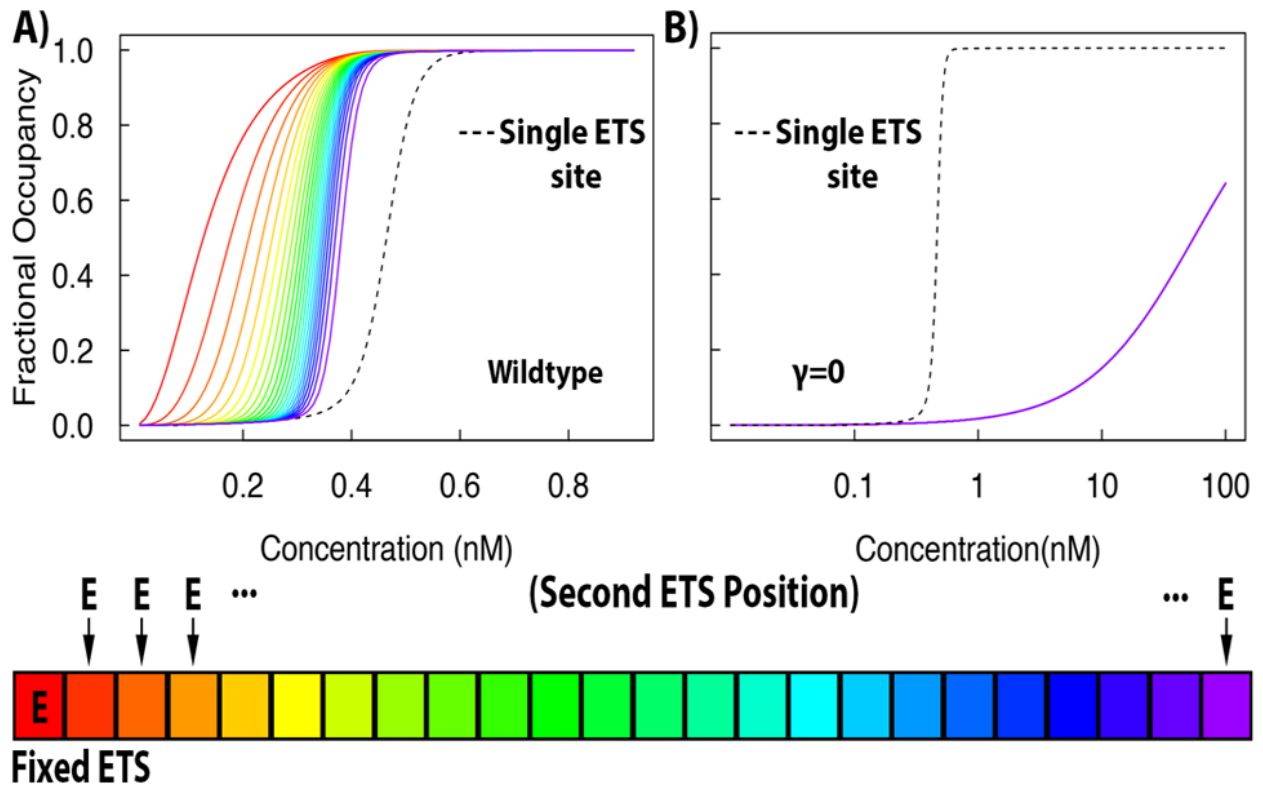 A)
B)
Fractional Occupancy
1.0
0.8
0.6
0.4
0.2
0.0
--- Single ETS
site
Wildtype
0.2 0.4 0.6 0.8
Concentration (nM)
--- Single ETS
site
γ=0
0.1 1 10 100
Concentration(nM)
E E E ... (Second ETS Position) ... E
E
Fixed ETS